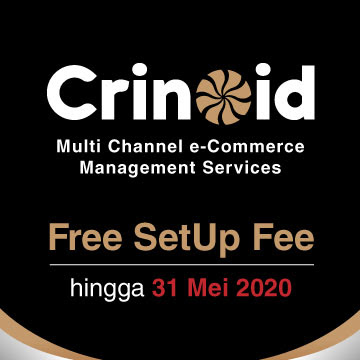 Crinoid
Multi Channel e-Commerce
Management Services
Free SetUp Fee
hingga 31 Mei 2020